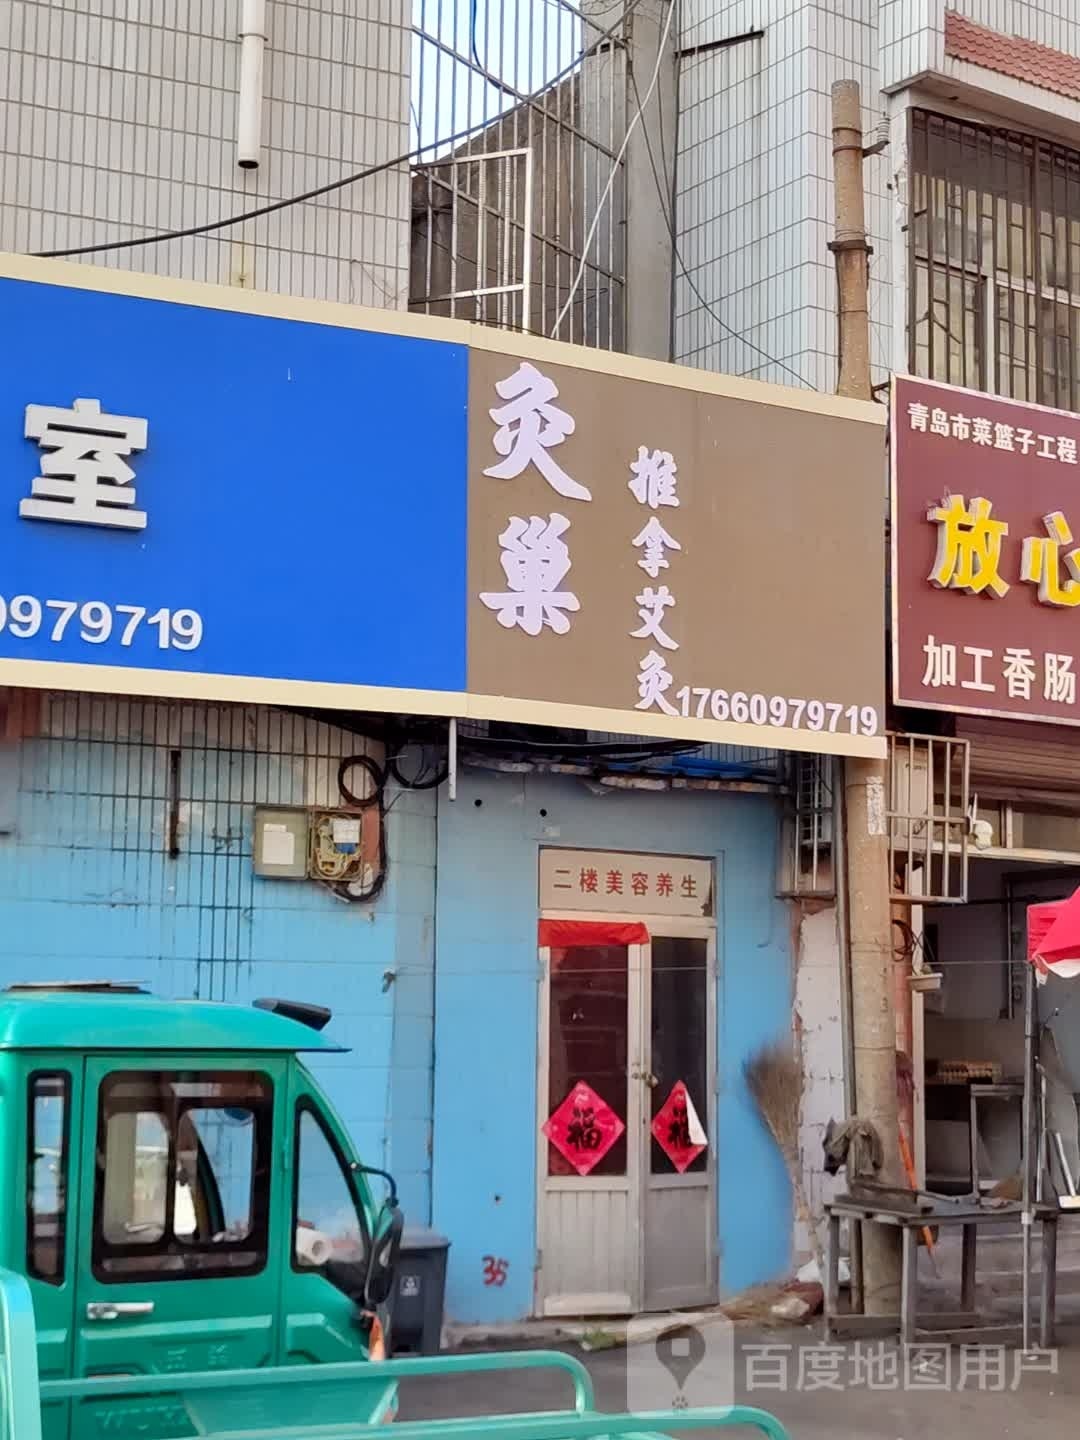 室
0979719
灸巢
推拿艾灸
17660979719
青岛市菜篮子工程
放心
加工香肠
二楼美容养生
福
福
35
百度地图用户